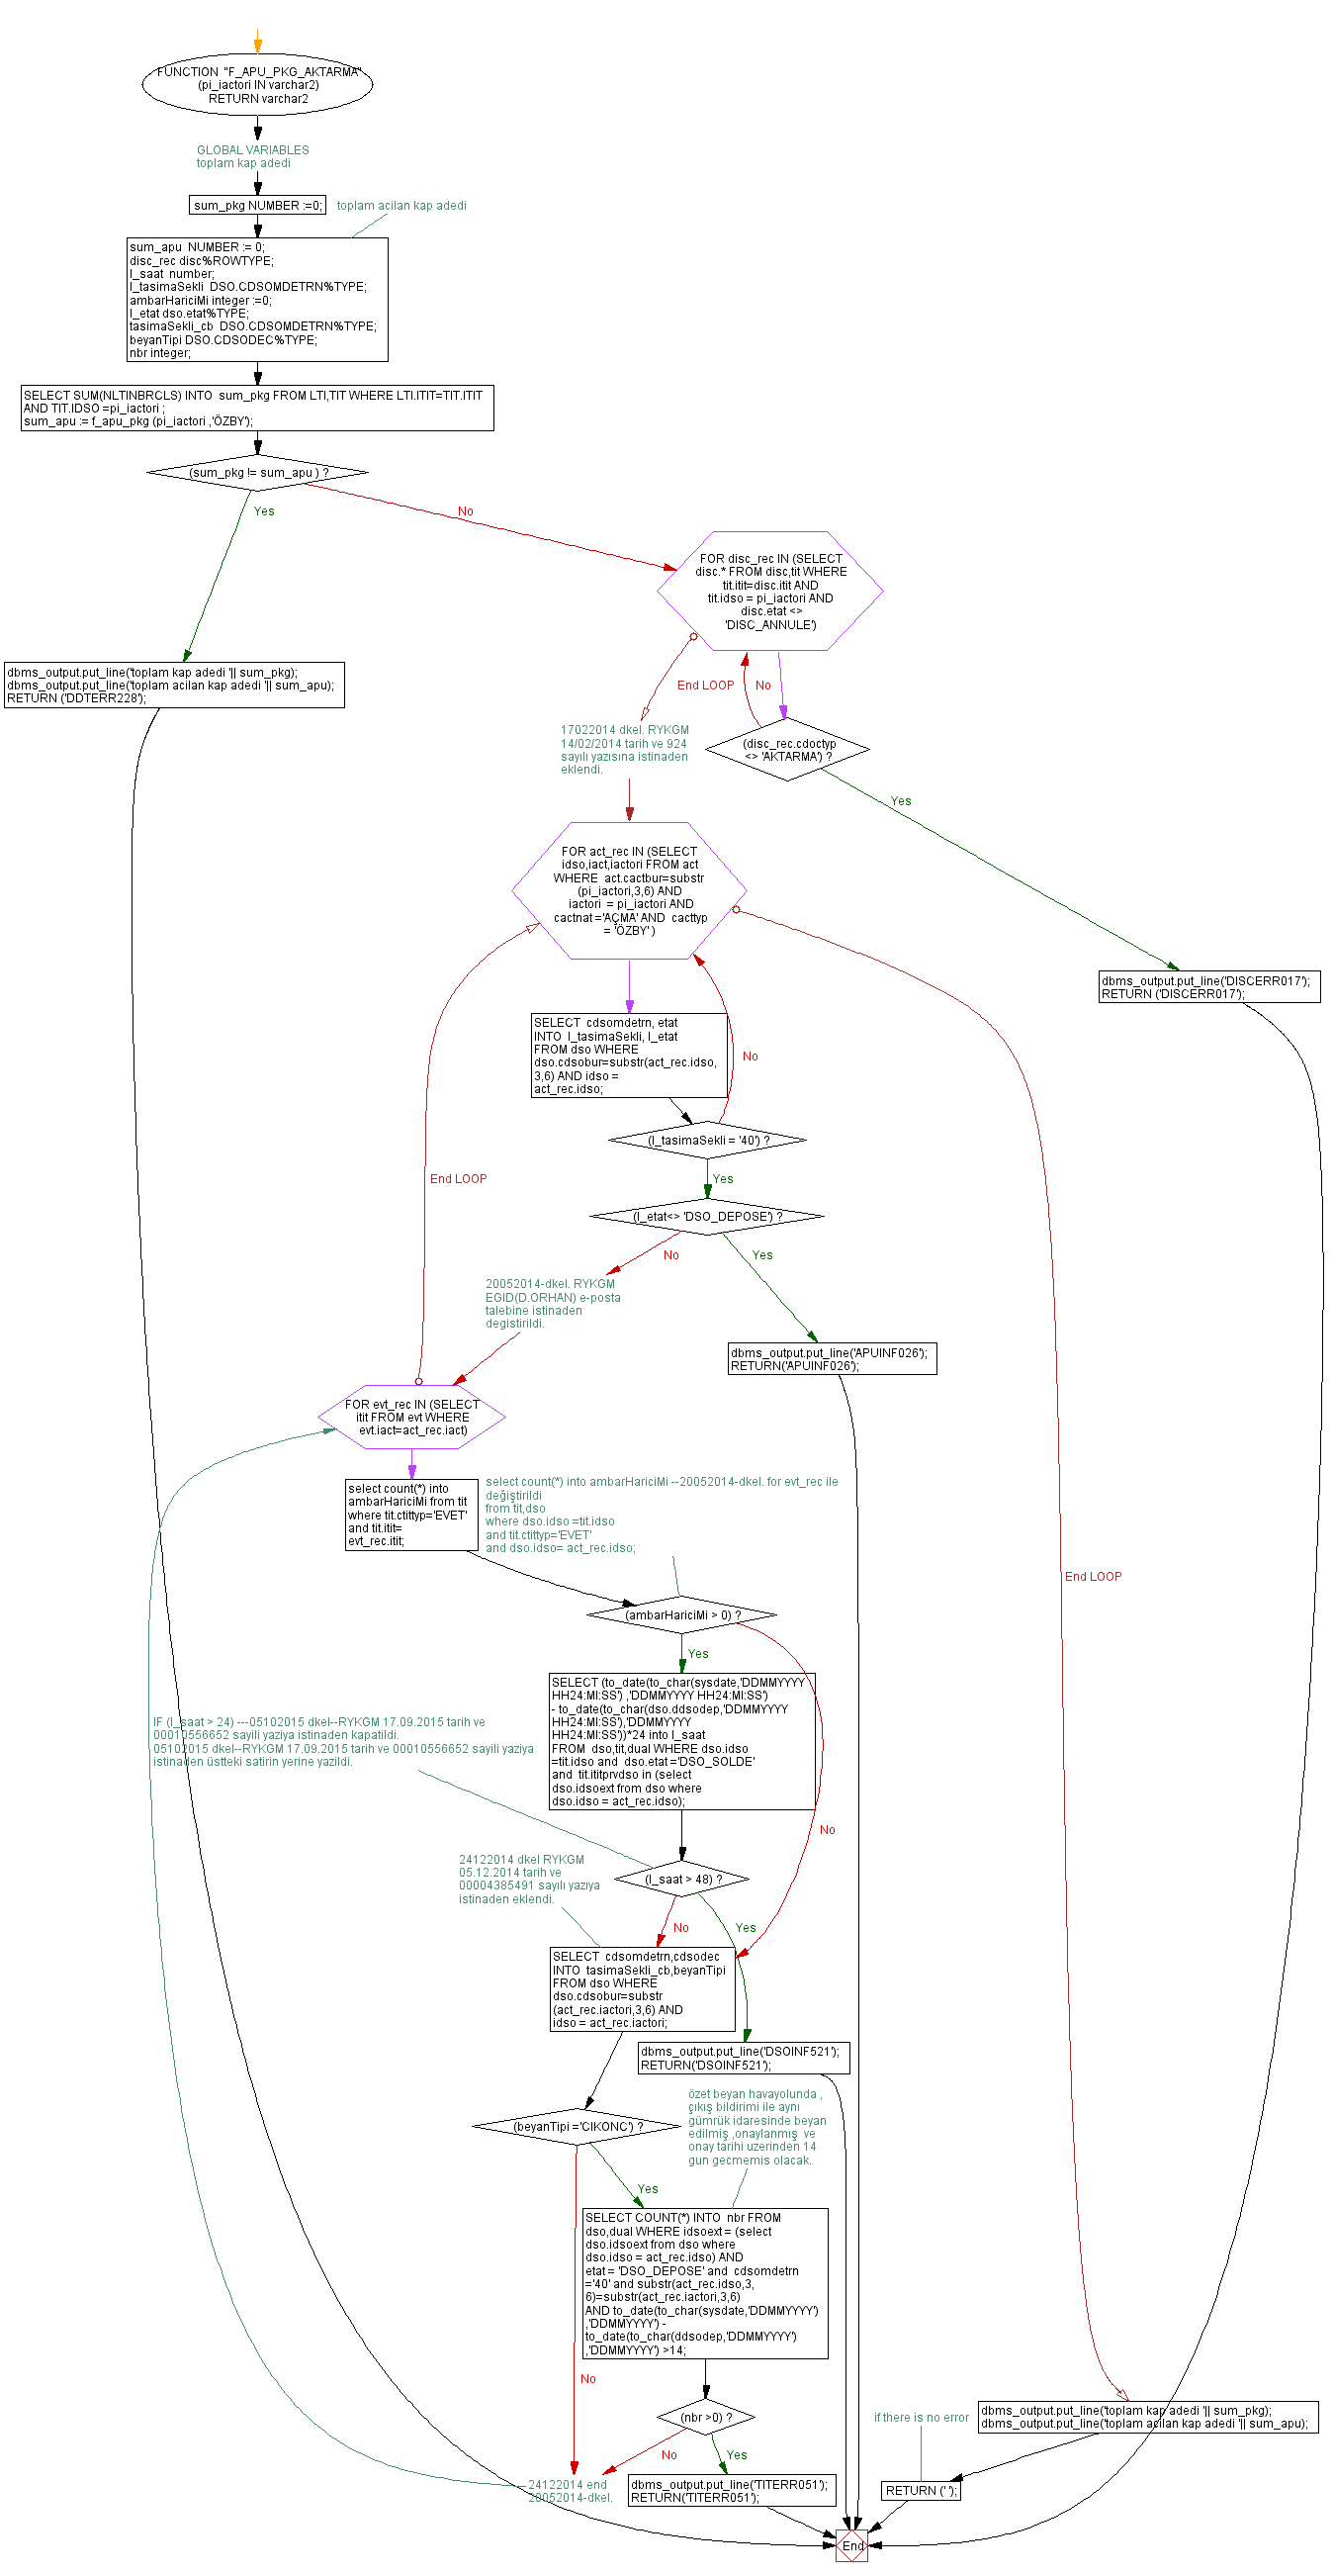 FUNCTION "F_APU_PKG_AKTARMA"
(pi_iactori IN varchar2)
RETURN varchar2
GLOBAL VARIABLES
toplam kap adedi
sum_pkg NUMBER :=0;
toplam acilan kap adedi
sum_apu  NUMBER := 0;
disc_rec disc%ROWTYPE;
l_saat  number;
l_tasimaSekli  DSO.CDSOMDETRN%TYPE;
ambarHariciMi integer :=0;
l_etat dso.etat%TYPE;
tasimaSekli_cb  DSO.CDSOMDETRN%TYPE;
beyanTipi DSO.CDSODEC%TYPE;
nbr integer;
SELECT SUM(NLTINBRCLS) INTO  sum_pkg FROM LTI,TIT WHERE LTI.ITIT=TIT.ITIT
AND TIT.IDSO =pi_iactori ;
sum_apu := f_apu_pkg (pi_iactori ,'ÖZBY');
(sum_pkg != sum_apu ) ?
Yes
No
FOR disc_rec IN (SELECT
disc.* FROM disc,tit WHERE
tit.itit=disc.itit AND
tit.idso = pi_iactori AND
disc.etat <>
'DISC_ANNULE')
dbms_output.put_line('toplam kap adedi '|| sum_pkg);
dbms_output.put_line('toplam acilan kap adedi '|| sum_apu);
RETURN ('DDTERR228');
End LOOP
No
17022014 dkel. RYKGM
14/02/2014 tarih ve 924
sayılı yazısına istinaden
eklendi.
(disc_rec.cdoctyp
<> 'AKTARMA') ?
Yes
FOR act_rec IN (SELECT
idso,iact,iactori FROM act
WHERE  act.cactbur=substr
(pi_iactori,3,6) AND
iactori  = pi_iactori AND
cactnat ='AÇMA' AND  cacttyp
= 'ÖZBY' )
dbms_output.put_line('DISCERR017');
RETURN ('DISCERR017');
SELECT  cdsomdetrn, etat
INTO  l_tasimaSekli, l_etat
FROM dso WHERE
dso.cdsobur=substr(act_rec.idso,
3,6) AND idso =
act_rec.idso;
No
(l_tasimaSekli = '40') ?
End LOOP
Yes
(l_etat<> 'DSO_DEPOSE') ?
No
Yes
20052014-dkel. RYKGM
EGID(D.ORHAN) e-posta
talebine istinaden
degistirildi.
dbms_output.put_line('APUINF026');
RETURN('APUINF026');
FOR evt_rec IN (SELECT
itit FROM evt WHERE
evt.iact=act_rec.iact)
select count(*) into
ambarHariciMi from tit
where tit.ctittyp='EVET'
and tit.itit=
evt_rec.itit;
select count(*) into ambarHariciMi --20052014-dkel. for evt_rec ile
değiştirildi
from tit,dso
where dso.idso =tit.idso
and tit.ctittyp='EVET'
and dso.idso= act_rec.idso;
End LOOP
(ambarHariciMi > 0) ?
Yes
SELECT (to_date(to_char(sysdate,'DDMMYYYY
HH24:MI:SS') ,'DDMMYYYY HH24:MI:SS')
- to_date(to_char(dso.ddsodep,'DDMMYYYY
HH24:MI:SS'),'DDMMYYYY
HH24:MI:SS'))*24 into l_saat
FROM  dso,tit,dual WHERE dso.idso
=tit.idso and  dso.etat ='DSO_SOLDE'
and  tit.ititprvdso in (select
dso.idsoext from dso where
dso.idso = act_rec.idso);
IF (l_saat > 24) ---05102015 dkel--RYKGM 17.09.2015 tarih ve
00010556652 sayili yaziya istinaden kapatildi.
05102015 dkel--RYKGM 17.09.2015 tarih ve 00010556652 sayili yaziya
istinaden üstteki satirin yerine yazildi.
No
24122014 dkel RYKGM
05.12.2014 tarih ve
00004385491 sayılı yazıya
istinaden eklendi.
(l_saat > 48) ?
No
Yes
SELECT  cdsomdetrn,cdsodec
INTO  tasimaSekli_cb,beyanTipi
FROM dso WHERE
dso.cdsobur=substr
(act_rec.iactori,3,6) AND
idso = act_rec.iactori;
dbms_output.put_line('DSOINF521');
RETURN('DSOINF521');
özet beyan havayolunda ,
çıkış bildirimi ile aynı
gümrük idaresinde beyan
edilmiş ,onaylanmış  ve
onay tarihi uzerinden 14
gun gecmemis olacak.
(beyanTipi ='CIKONC') ?
Yes
SELECT COUNT(*) INTO  nbr FROM
dso,dual WHERE idsoext = (select
dso.idsoext from dso where
dso.idso = act_rec.idso) AND
etat = 'DSO_DEPOSE' and  cdsomdetrn
='40' and substr(act_rec.idso,3,
6)=substr(act_rec.iactori,3,6)
AND to_date(to_char(sysdate,'DDMMYYYY')
,'DDMMYYYY') -
to_date(to_char(ddsodep,'DDMMYYYY')
,'DDMMYYYY') >14;
No
(nbr >0) ?
if there is no error
dbms_output.put_line('toplam kap adedi '|| sum_pkg);
dbms_output.put_line('toplam acilan kap adedi '|| sum_apu);
No
Yes
24122014 end
20052014-dkel.
dbms_output.put_line('TITERR051');
RETURN('TITERR051');
RETURN (' ');
End